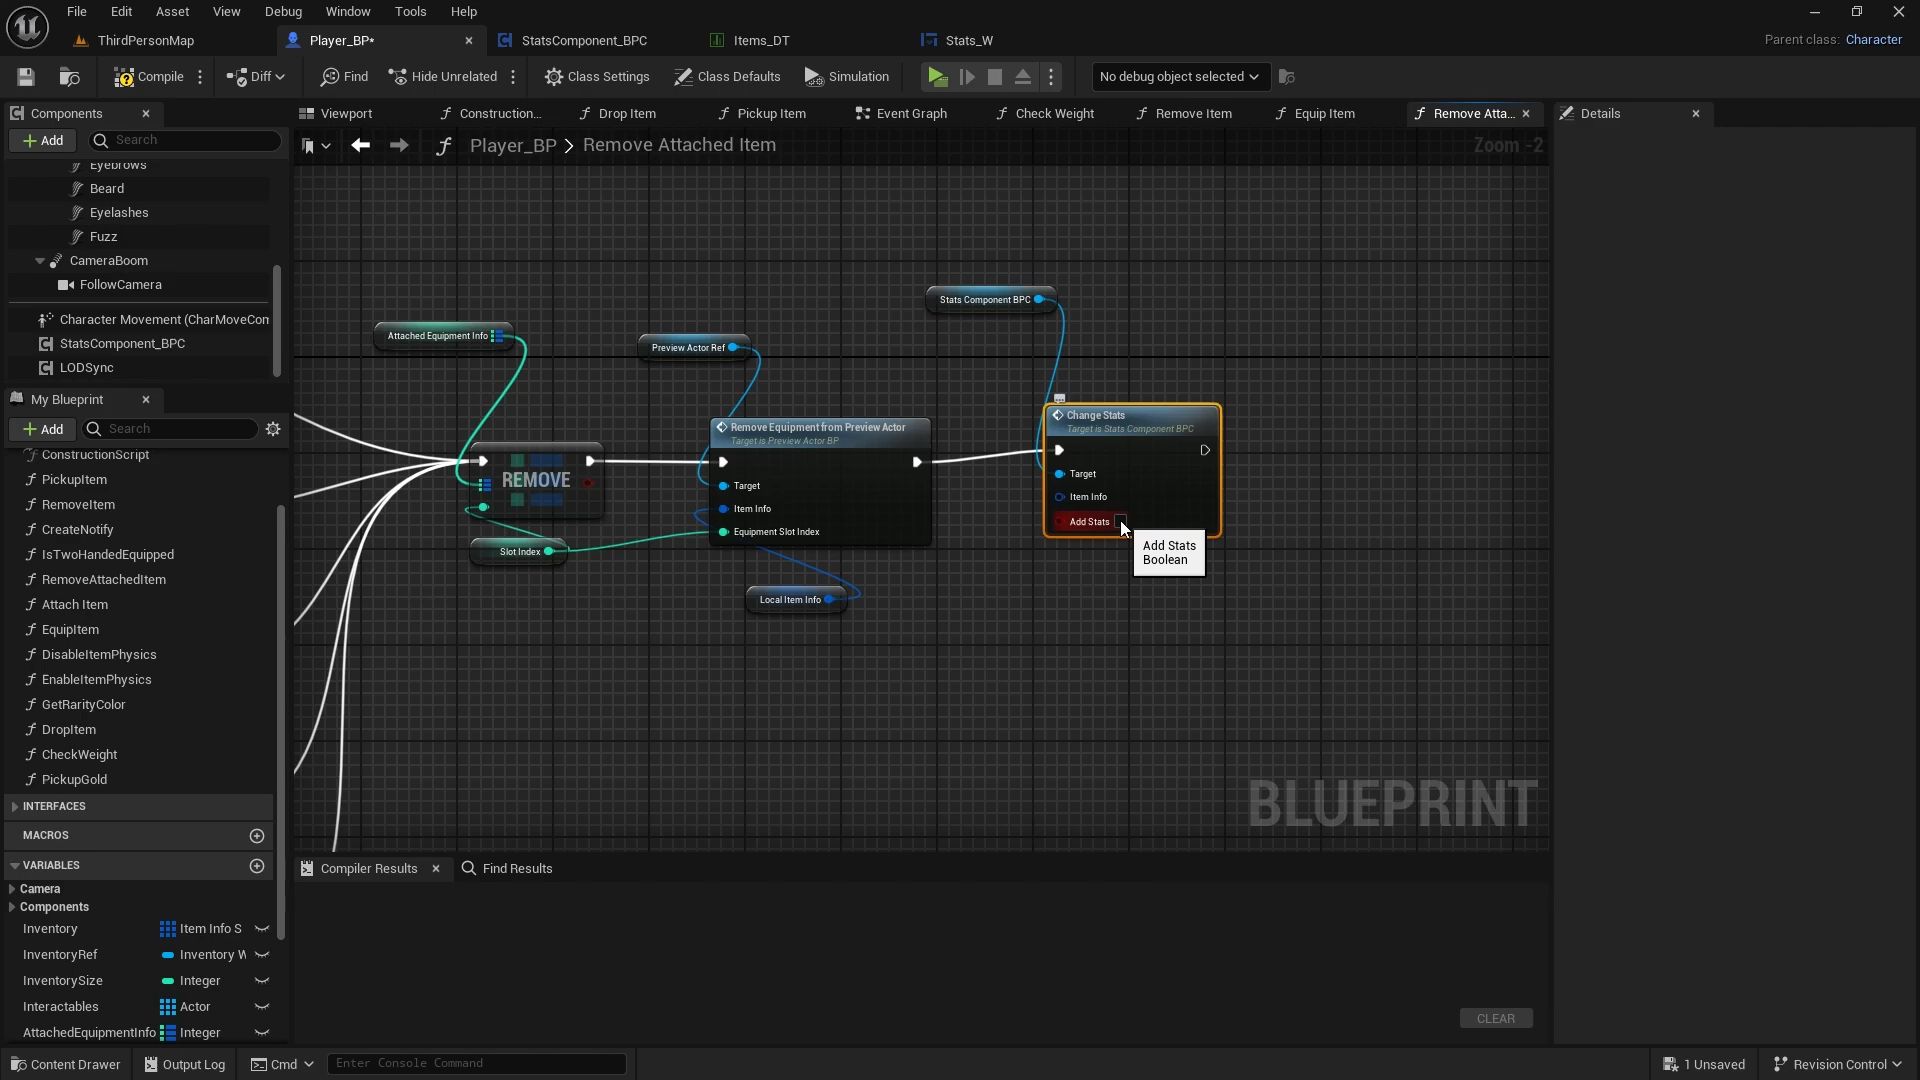 File Edit Asset View Debug Window Tools Help
ThirdPersonMap Player_BP* StatsComponent_BPC Items_DT Stats_W Parent class: Character
Compile Diff Find Hide Unrelated Class Settings Class Defaults Simulation No debug object selected
Components Viewport Construction... Drop Item Pickup Item Event Graph Check Weight Remove Item Equip Item Remove Atta... Details
Add Search
Player_BP > Remove Attached Item Zoom -2
Eyebrows
Beard
Eyelashes
Fuzz
CameraBoom
FollowCamera
Character Movement (CharMoveCom
StatsComponent_BPC
LODSync
My Blueprint
Add Search
ConstructionScript
PickupItem
RemoveItem
CreateNotify
IsTwoHandedEquipped
RemoveAttachedItem
Attach Item
EquipItem
DisableItemPhysics
EnableItemPhysics
GetRarityColor
DropItem
CheckWeight
PickupGold
INTERFACES
MACROS
VARIABLES
Camera
Components
Inventory Item Info S
InventoryRef Inventory W
InventorySize Integer
Interactables Actor
AttachedEquipmentInfo Integer
Stats Component BPC
Attached Equipment Info
Preview Actor Ref
Change Stats
Target is Stats Component BPC
Target
Item Info
Add Stats
Add Stats
Boolean
Remove Equipment from Preview Actor
Target is Preview Actor BP
Target
Item Info
Equipment Slot Index
REMOVE
Slot Index
Local Item Info
BLUEPRINT
Compiler Results Find Results
CLEAR
Content Drawer Output Log Cmd Enter Console Command 1 Unsaved Revision Control